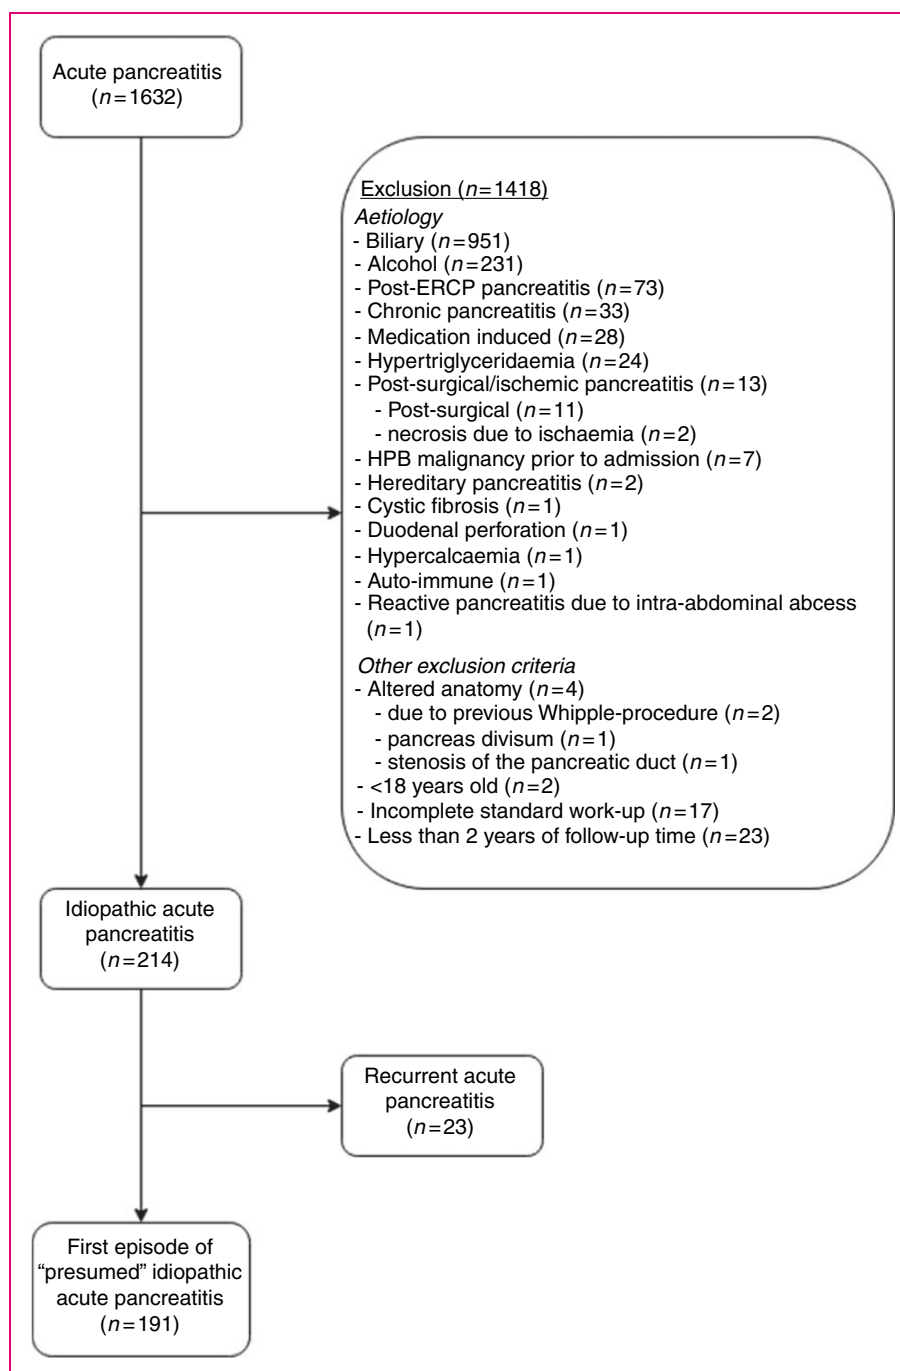 Acute pancreatitis
(n=1632)
Exclusion (n=1418)
Aetiology
- Biliary (n=951)
- Alcohol (n=231)
- Post-ERCP pancreatitis (n=73)
- Chronic pancreatitis (n=33)
- Medication induced (n=28)
- Hypertriglyceridaemia (n=24)
- Post-surgical/ischemic pancreatitis (n=13)
- Post-surgical (n=11)
- necrosis due to ischaemia (n=2)
- HPB malignancy prior to admission (n=7)
- Hereditary pancreatitis (n=2)
- Cystic fibrosis (n=1)
- Duodenal perforation (n=1)
- Hypercalcaemia (n=1)
- Auto-immune (n=1)
- Reactive pancreatitis due to intra-abdominal abcess
(n=1)
Other exclusion criteria
- Altered anatomy (n=4)
- due to previous Whipple-procedure (n=2)
- pancreas divisum (n=1)
- stenosis of the pancreatic duct (n=1)
- <18 years old (n=2)
- Incomplete standard work-up (n=17)
- Less than 2 years of follow-up time (n=23)
Idiopathic acute
pancreatitis
(n=214)
Recurrent acute
pancreatitis
(n=23)
First episode of
“presumed” idiopathic
acute pancreatitis
(n=191)